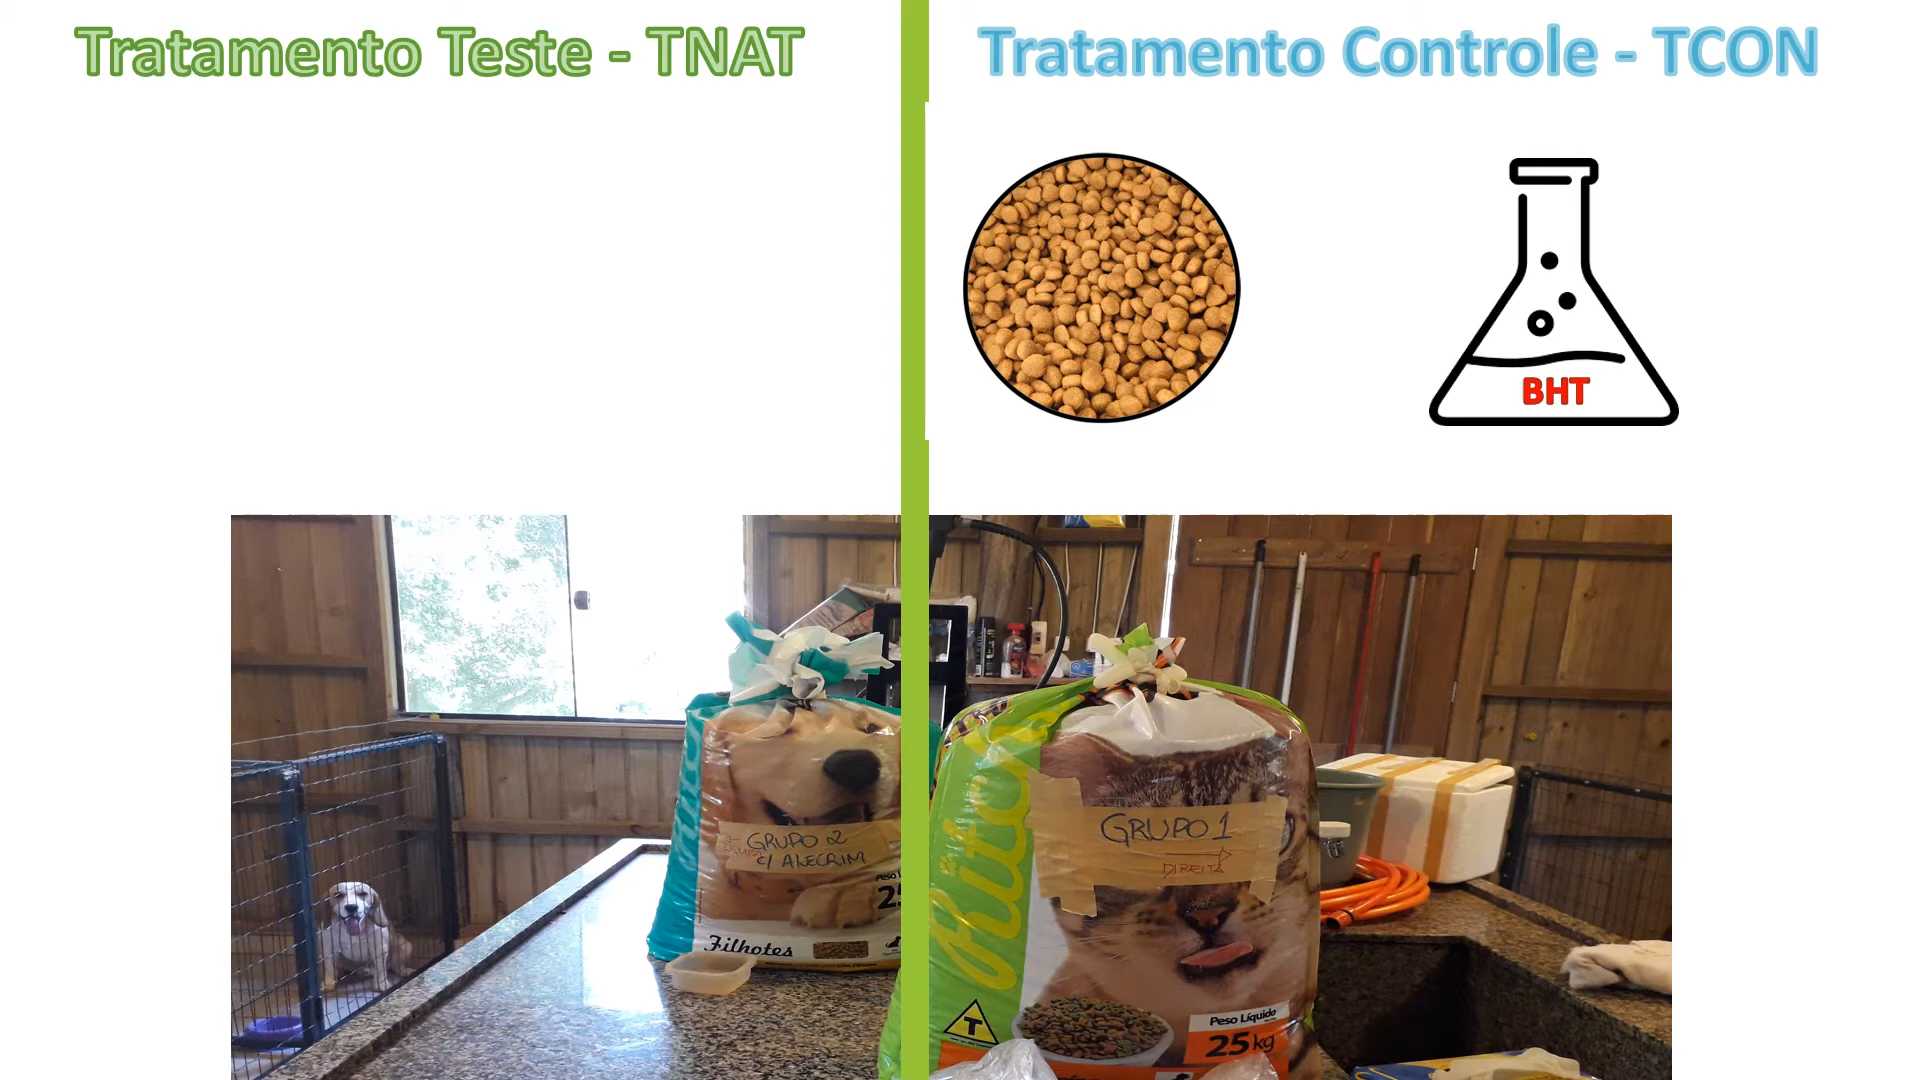 Tratamento Teste - TNAT
Tratamento Controle - TCON
BHT
GRUPO 2
C/ ALECRIM
Filhotes
GRUPO 1
DIREITA
T
Peso Líquido
25kg